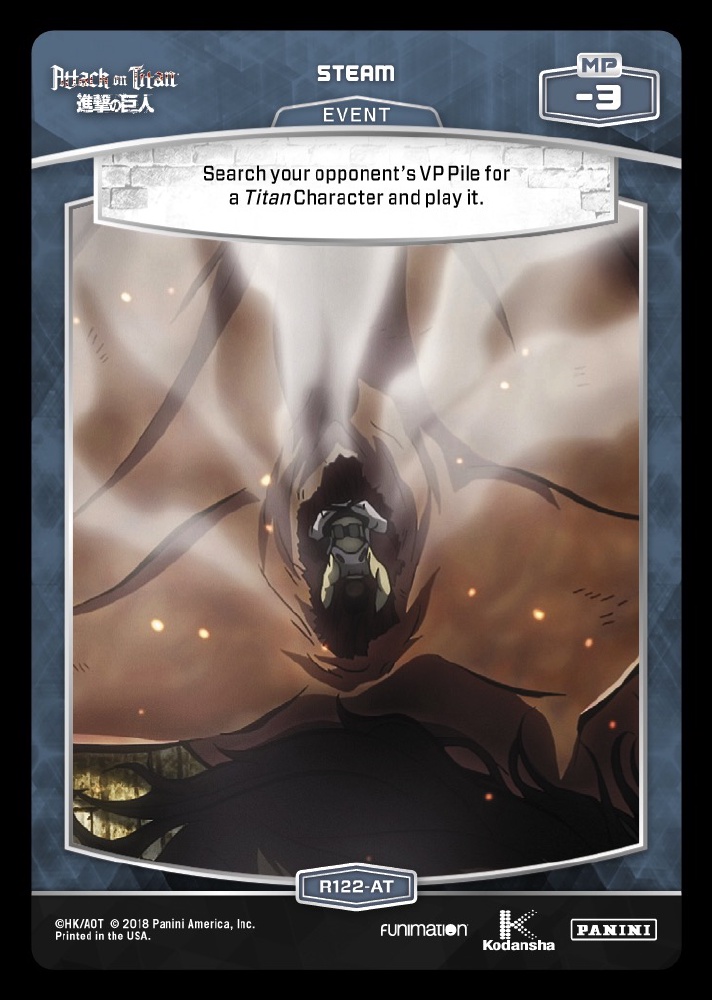 Attack on Titan
進撃の巨人
STEAM
EVENT
MP
-3
Search your opponent's VP Pile for
a Titan Character and play it.
R122-AT
©HK/AOT © 2018 Panini America, Inc.
Printed in the USA.
FUNIMATION
Kodansha
PANINI